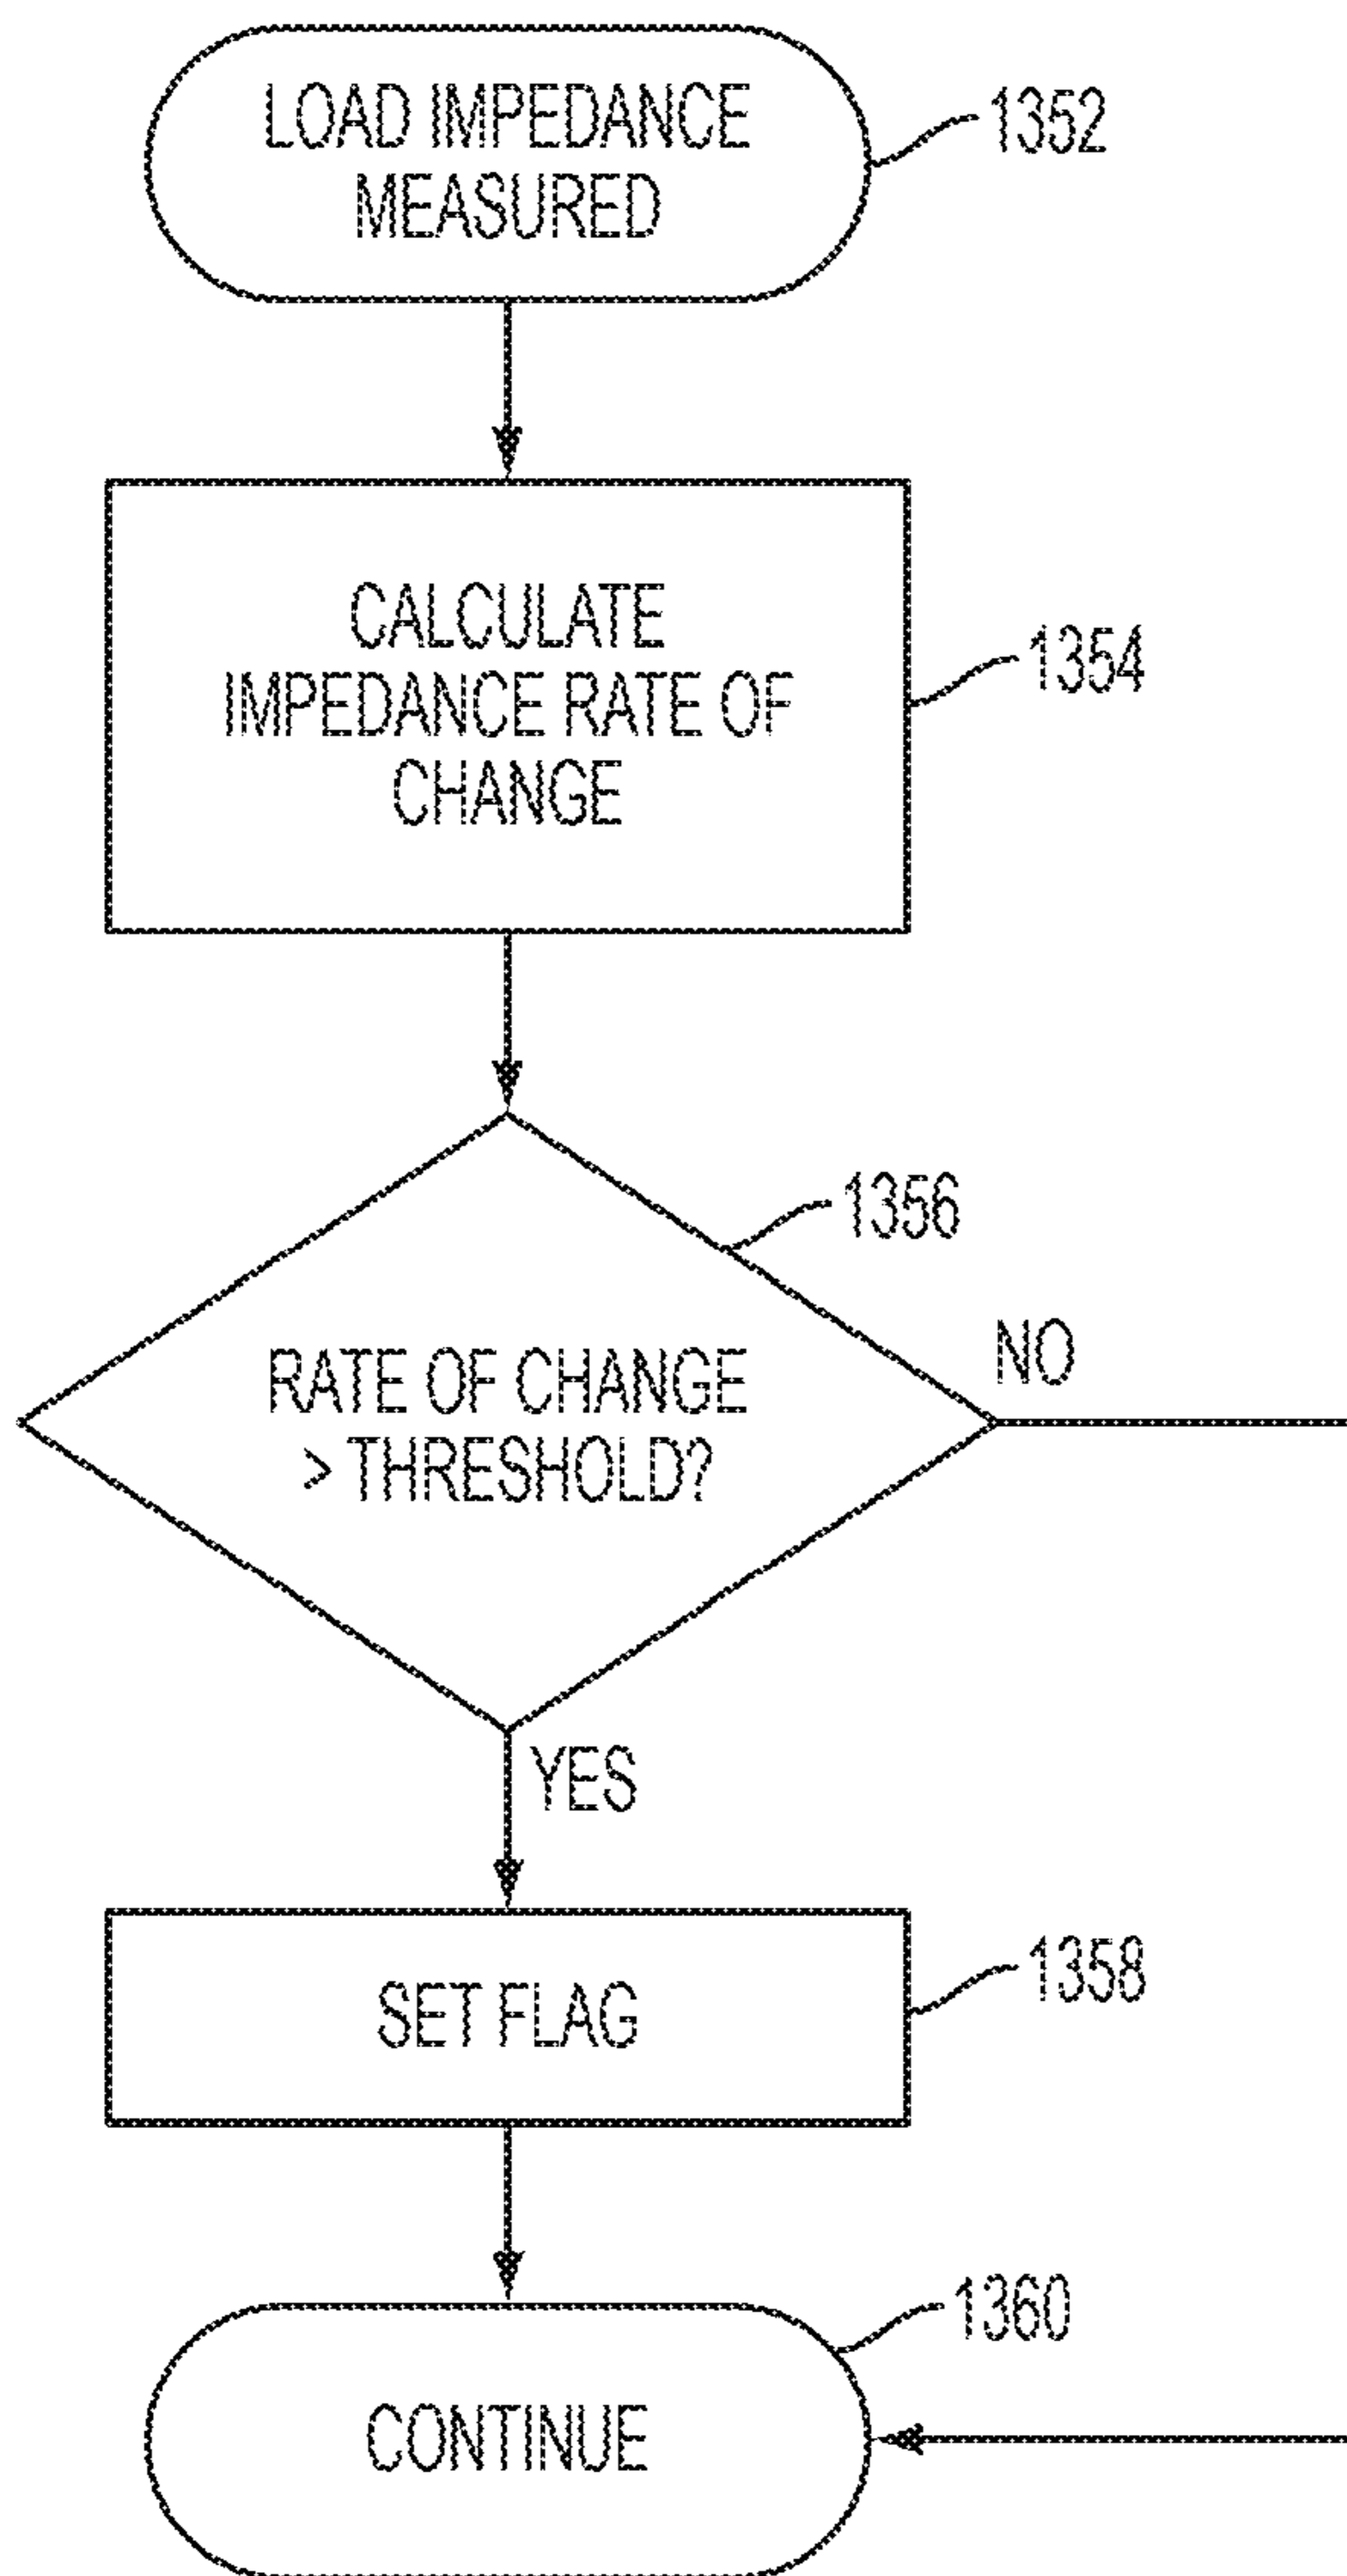 LOAD IMPEDANCE
MEASURED
1352
CALCULATE
IMPEDANCE RATE OF
CHANGE
1354
1356
RATE OF CHANGE
> THRESHOLD?
NO
YES
SET FLAG
1358
1360
CONTINUE